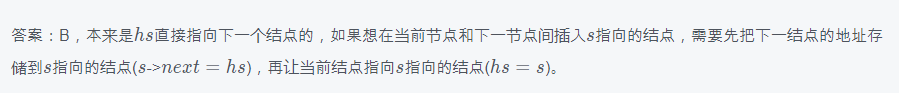 答案：B，本来是hs直接指向下一个结点的，如果想在当前节点和下一节点间插入s指向的结点，需要先把下一结点的地址存
储到s指向的结点(s->next = hs)，再让当前结点指向s指向的结点(hs = s)。